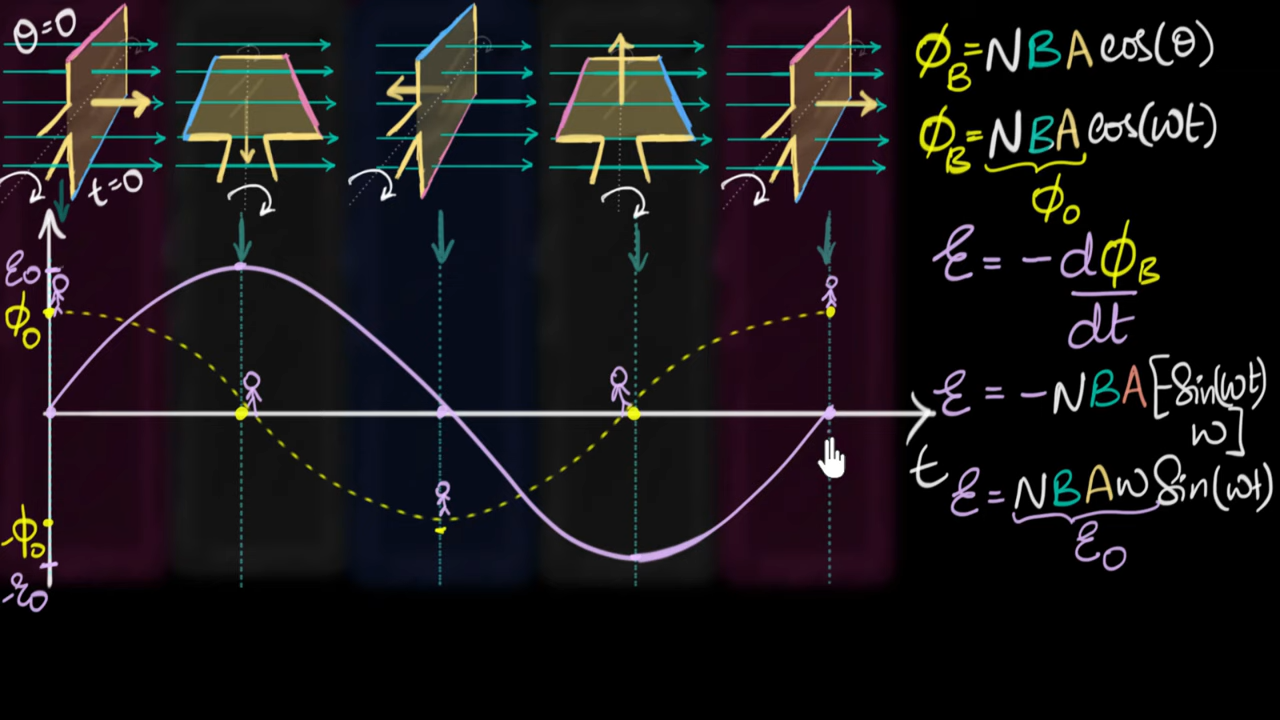 θ=0
t=0
ε0
ϕ0
-ϕ0
-ε0
t
ϕB=NBA cos(θ)
ϕB=NBA cos(ωt)
ϕ0
ε = - dϕB
dt
ε = -NBA[-Sin(ωt)
ω]
ε = NBAω Sin(ωt)
ε0